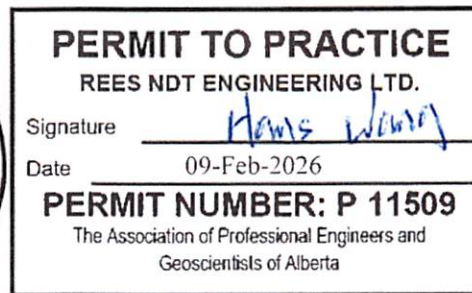 PERMIT TO PRACTICE
REES NDT ENGINEERING LTD.
Signature
Date 09-Feb-2026
PERMIT NUMBER: P 11509
The Association of Professional Engineers and
Geoscientists of Alberta